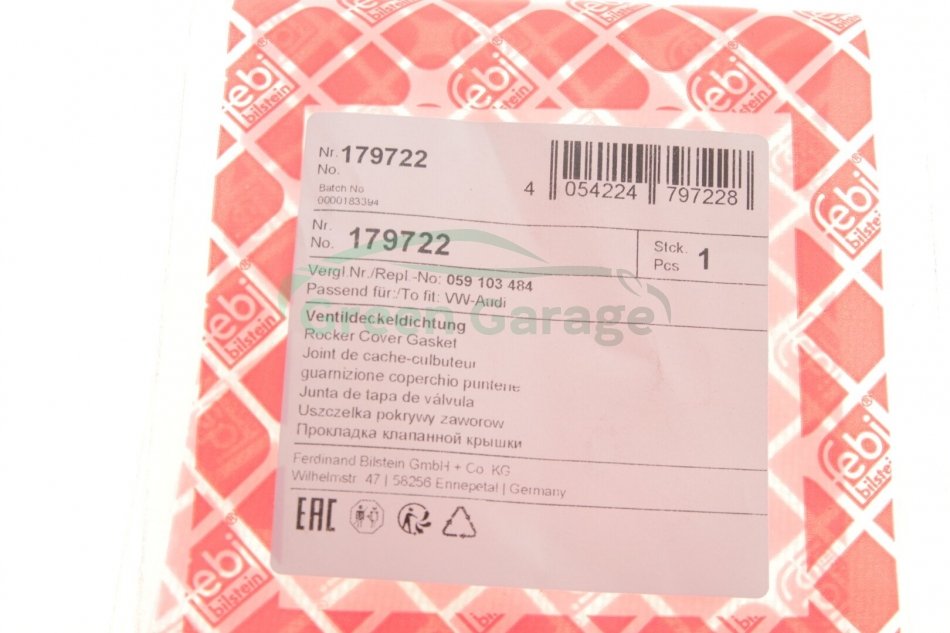 febi
bilstein
Nr. 179722
No.
Batch No
0000183394
4 054224 797228
Nr.
No. 179722
Stck.
Pcs 1
Vergl.Nr./Repl.-No: 059 103 484
Passend für:/To fit: VW-Audi
Green Garage
Ventildeckeldichtung
Rocker Cover Gasket
Joint de cache-culbuteur
guarnizione coperchio punterie
Junta de tapa de válvula
Uszczelka pokrywy zaworow
Прокладка клапанной крышки
Ferdinand Bilstein GmbH + Co. KG
Wilhelmstr. 47 | 58256 Ennepetal | Germany
EAC